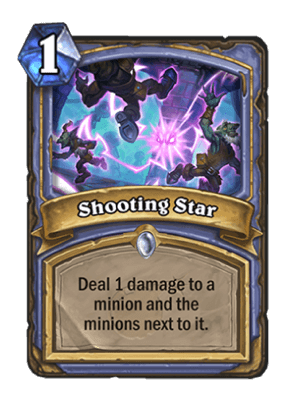 1
Shooting Star
Deal 1 damage to a
minion and the
minions next to it.